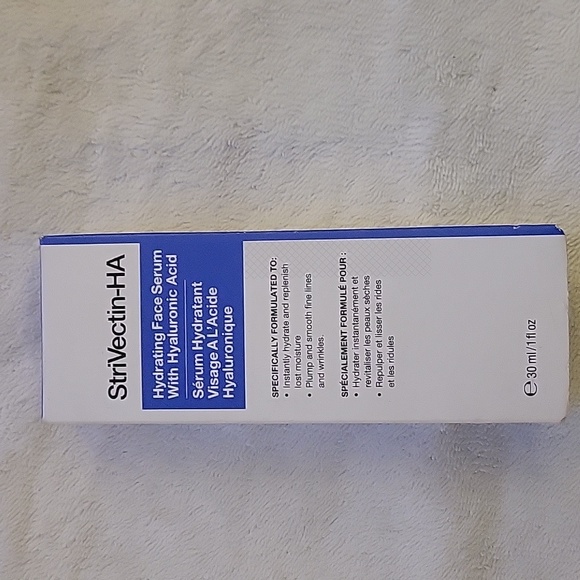 StriVectin-HA
Hydrating Face Serum
With Hyaluronic Acid
Sérum Hydratant
Visage A L'Acide
Hyaluronique
SPECIFICALLY FORMULATED TO:
• Instantly hydrate and replenish
lost moisture
• Plump and smooth fine lines
and wrinkles.
SPÉCIALEMENT FORMULÉ POUR :
• Hydrater instantanément et
revitaliser les peaux sèches
• Repulper et lisser les rides
et les ridules
℮ 30 ml/1 fl oz